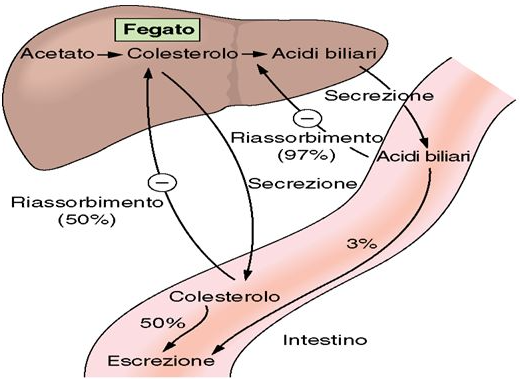 Fegato
Acetato Colesterolo Acidi biliari
Secrezione
−
Riassorbimento
(97%)
Acidi biliari
−
Secrezione
Riassorbimento
(50%)
3%
Colesterolo
50%
Intestino
Escrezione